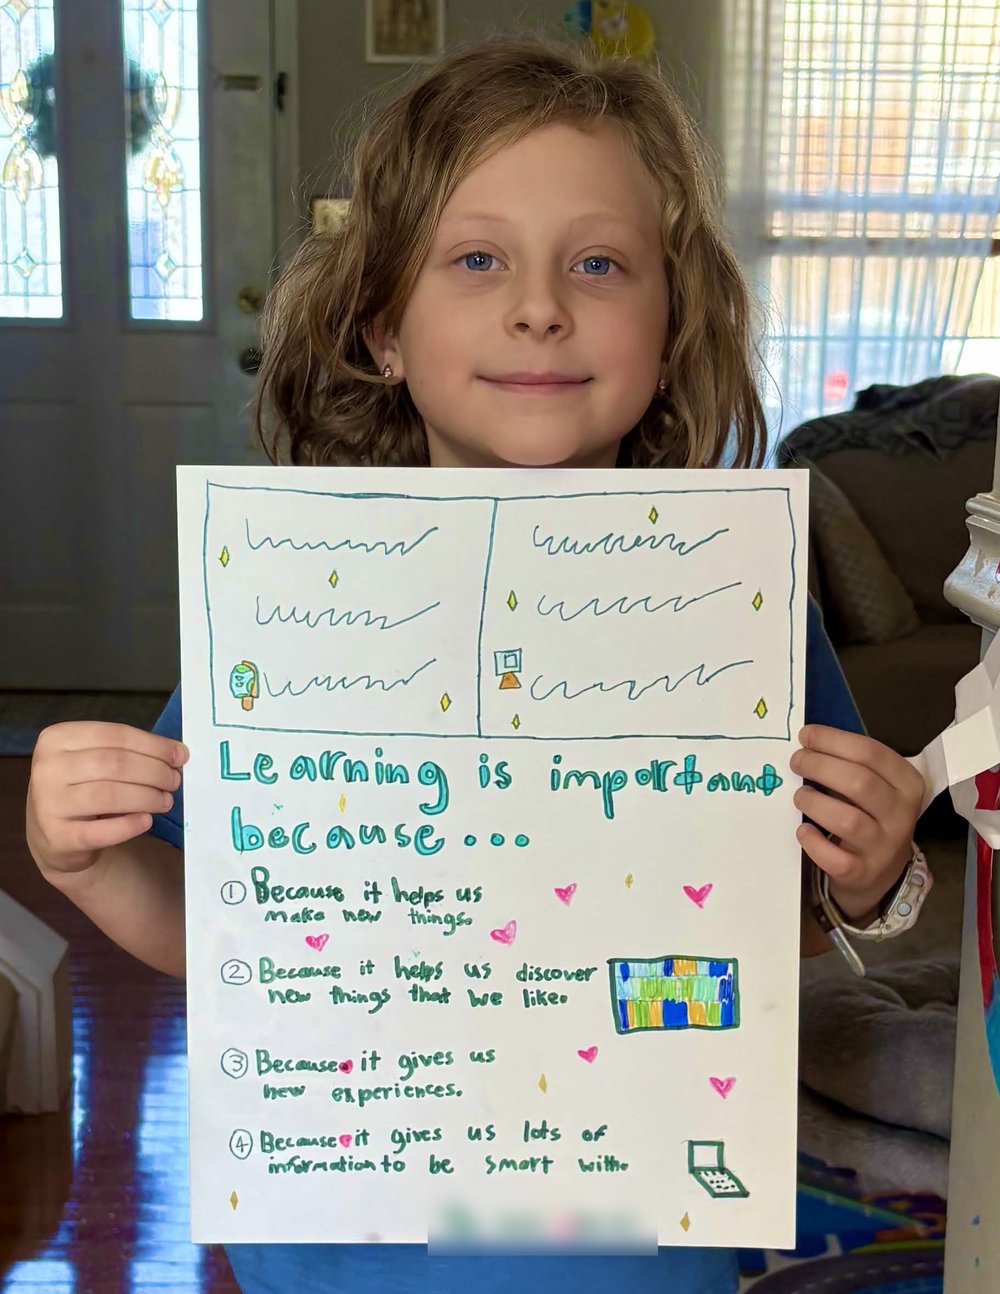 Learning is important
because...
① Because it helps us
make new things.
② Because it helps us discover
new things that we like.
③ Because it gives us
new experiences.
④ Because it gives us lots of
information to be smart with.